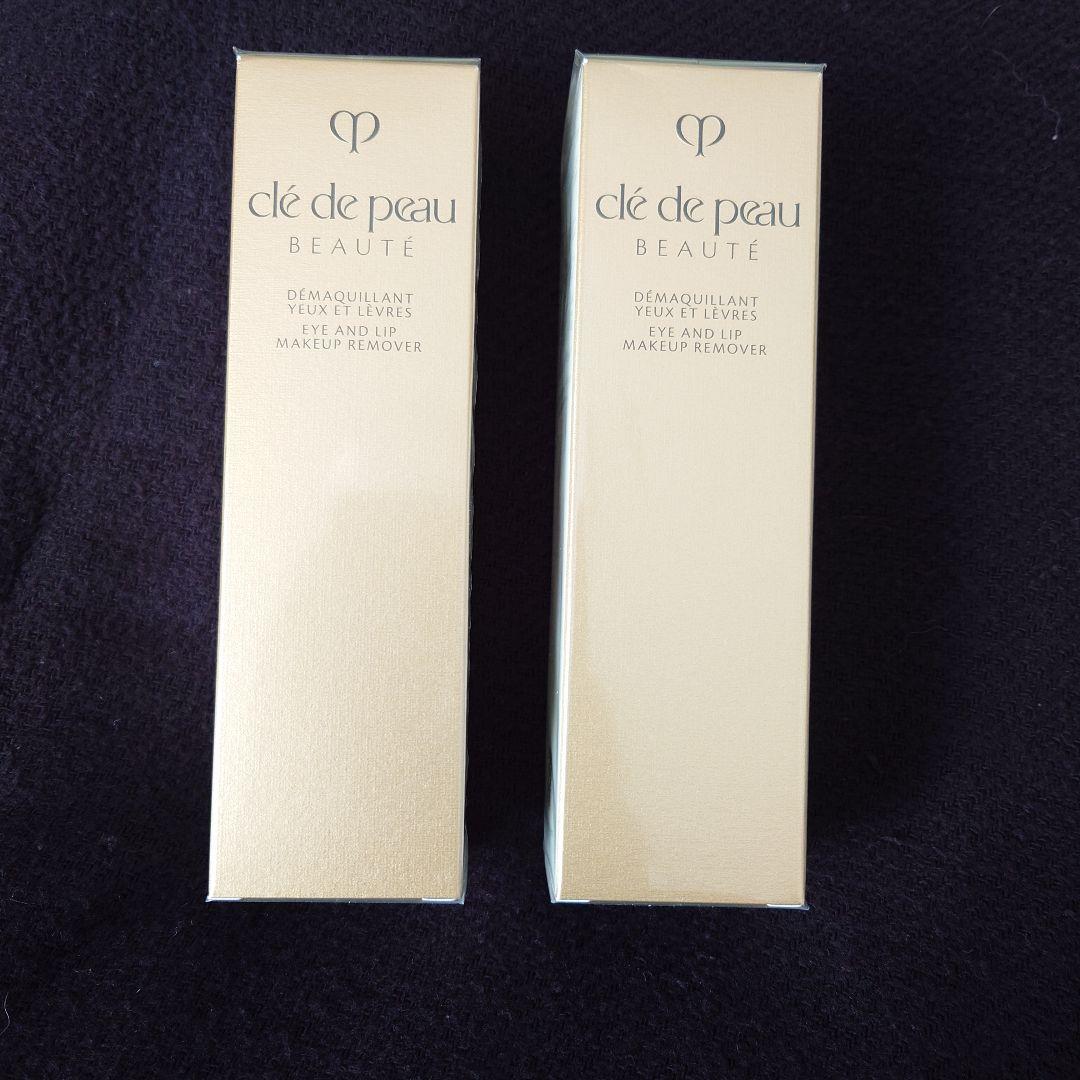 clé de peau
BEAUTÉ
DÉMAQUILLANT
YEUX ET LÈVRES
EYE AND LIP
MAKEUP REMOVER
clé de peau
BEAUTÉ
DÉMAQUILLANT
YEUX ET LÈVRES
EYE AND LIP
MAKEUP REMOVER